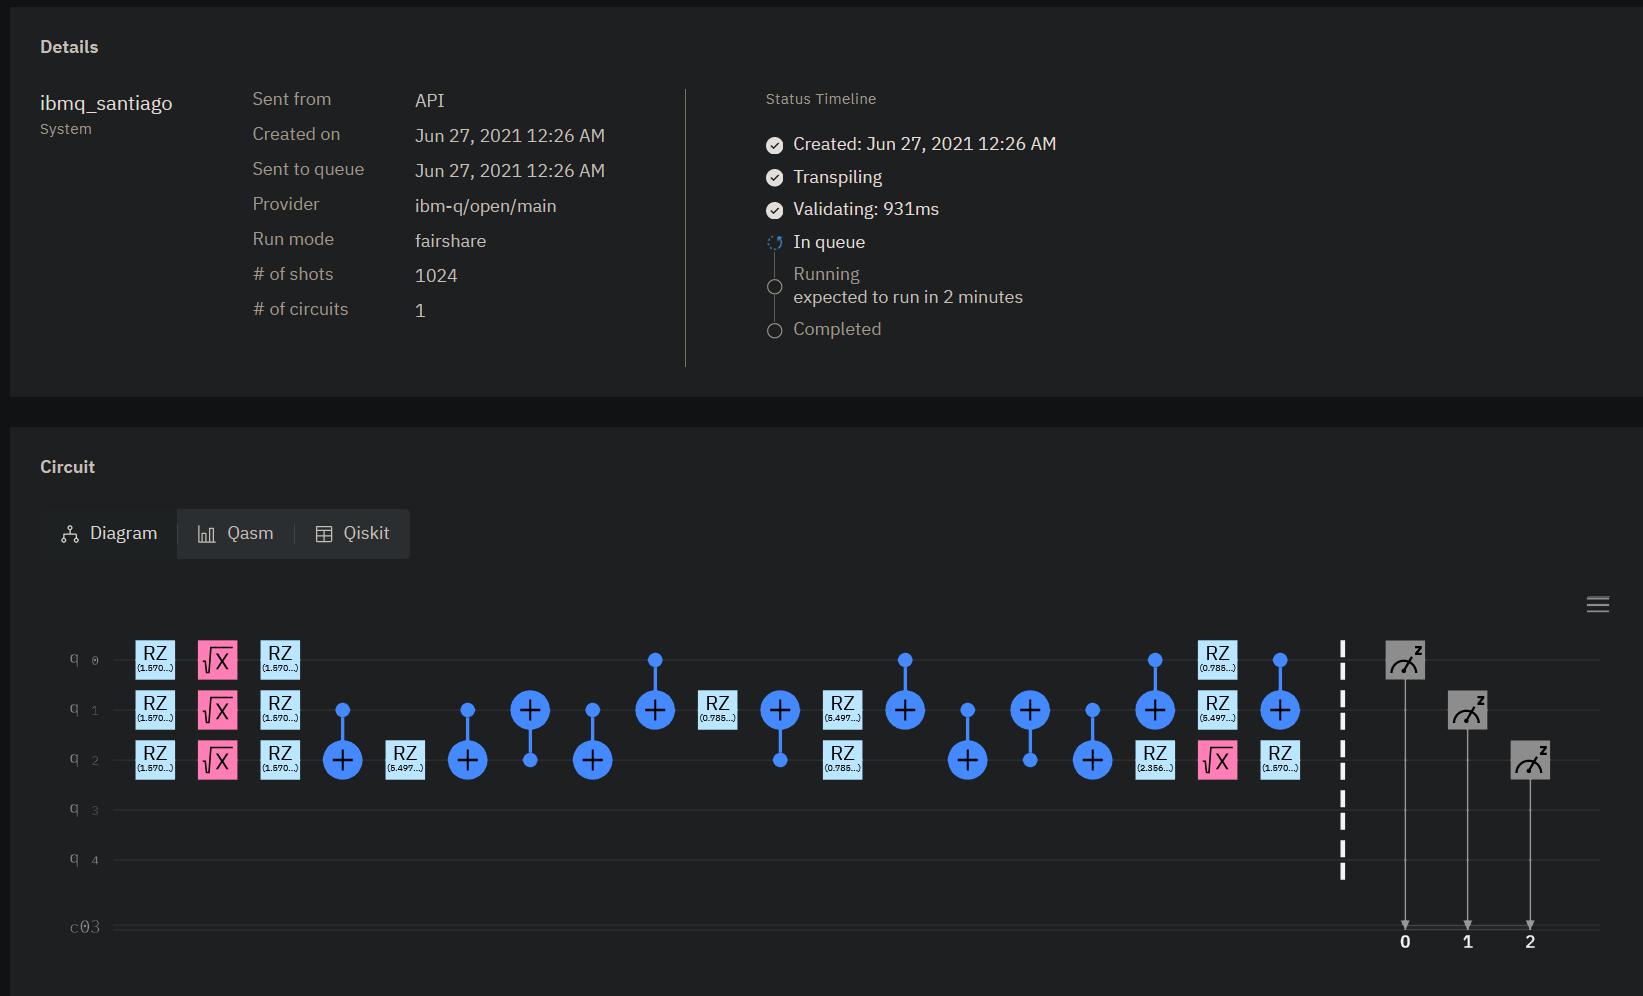 Details
ibmq_santiago
System
Sent from API
Created on Jun 27, 2021 12:26 AM
Sent to queue Jun 27, 2021 12:26 AM
Provider ibm-q/open/main
Run mode fairshare
# of shots 1024
# of circuits 1
Status Timeline
Created: Jun 27, 2021 12:26 AM
Transpiling
Validating: 931ms
In queue
Running
expected to run in 2 minutes
Completed
Circuit
Diagram Qasm Qiskit
q 0 RZ (1.570...) √X RZ (1.570...) RZ (0.785...) z
q 1 RZ (1.570...) √X RZ (1.570...) RZ (0.785...) RZ (5.497...) RZ (5.497...) z
q 2 RZ (1.570...) √X RZ (1.570...) RZ (5.497...) RZ (0.785...) RZ (2.356...) √X RZ (1.570...) z
q 3
q 4
c03
0 1 2